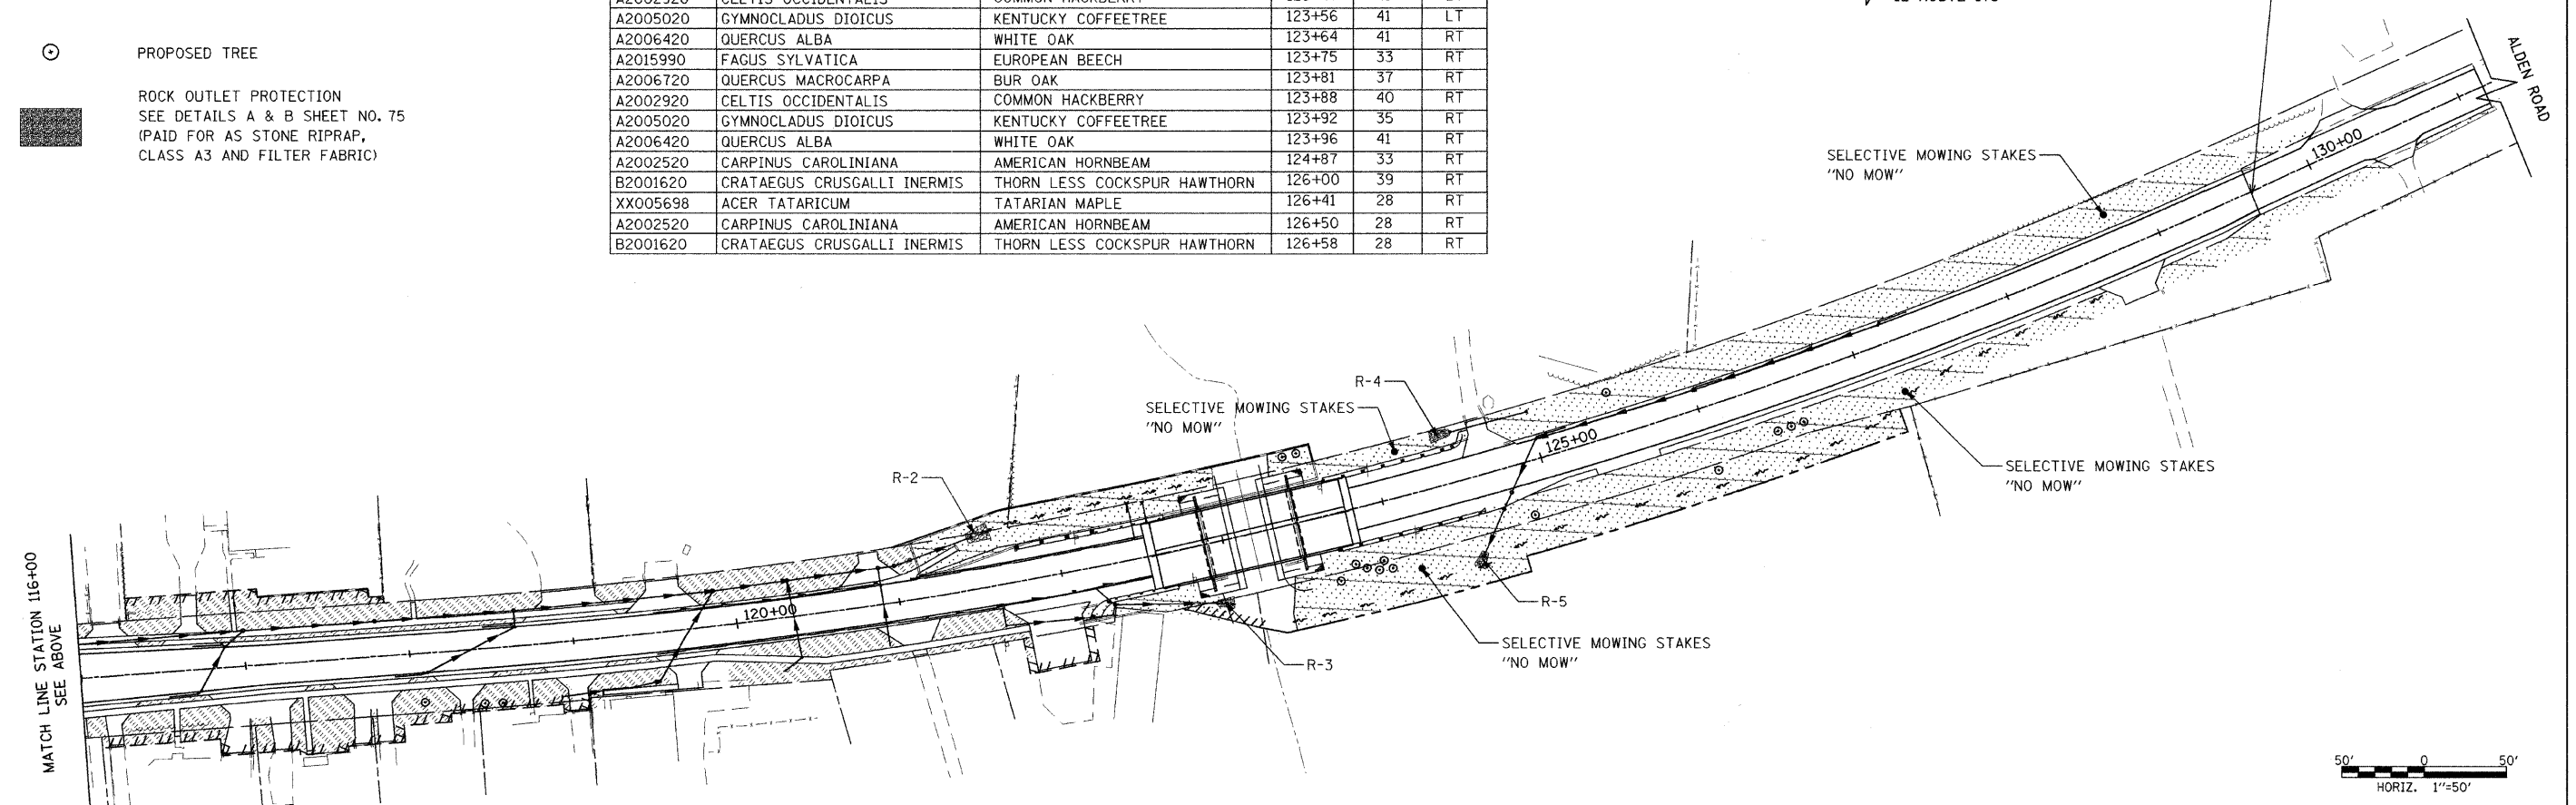 A2005020 GYMNOCLADUS DIOICUS KENTUCKY COFFEETREE 123+56 41 LT
A2006420 QUERCUS ALBA WHITE OAK 123+64 41 RT
A2015990 FAGUS SYLVATICA EUROPEAN BEECH 123+75 33 RT
A2006720 QUERCUS MACROCARPA BUR OAK 123+81 37 RT
A2002920 CELTIS OCCIDENTALIS COMMON HACKBERRY 123+88 40 RT
A2005020 GYMNOCLADUS DIOICUS KENTUCKY COFFEETREE 123+92 35 RT
A2006420 QUERCUS ALBA WHITE OAK 123+96 41 RT
A2002520 CARPINUS CAROLINIANA AMERICAN HORNBEAM 124+87 33 RT
B2001620 CRATAEGUS CRUSGALLI INERMIS THORN LESS COCKSPUR HAWTHORN 126+00 39 RT
XX005698 ACER TATARICUM TATARIAN MAPLE 126+41 28 RT
A2002520 CARPINUS CAROLINIANA AMERICAN HORNBEAM 126+50 28 RT
B2001620 CRATAEGUS CRUSGALLI INERMIS THORN LESS COCKSPUR HAWTHORN 126+58 28 RT
PROPOSED TREE
ROCK OUTLET PROTECTION
SEE DETAILS A & B SHEET NO. 75
(PAID FOR AS STONE RIPRAP,
CLASS A3 AND FILTER FABRIC)
ALDEN ROAD
130+00
SELECTIVE MOWING STAKES
"NO MOW"
R-4
SELECTIVE MOWING STAKES
"NO MOW"
125+00
SELECTIVE MOWING STAKES
"NO MOW"
R-2
R-5
120+00
SELECTIVE MOWING STAKES
"NO MOW"
R-3
MATCH LINE STATION 116+00
SEE ABOVE
50' 0 50'
HORIZ. 1"=50'